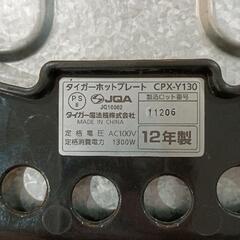 タイガーホットプレート CPX-Y130
PS
E
JQA
JQ10002
製造ロット番号
11206
タイガー魔法瓶株式会社
MADE IN CHINA
定格電圧 AC100V
定格消費電力 1300W
12年製